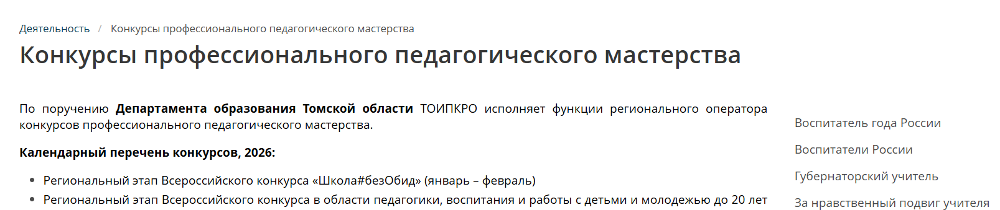 Деятельность / Конкурсы профессионального педагогического мастерства
Конкурсы профессионального педагогического мастерства
По поручению Департамента образования Томской области ТОИПКРО исполняет функции регионального оператора
конкурсов профессионального педагогического мастерства.
Календарный перечень конкурсов, 2026:
• Региональный этап Всероссийского конкурса «Школа#безОбид» (январь – февраль)
• Региональный этап Всероссийского конкурса в области педагогики, воспитания и работы с детьми и молодежью до 20 лет
Воспитатель года России
Воспитатели России
Губернаторский учитель
За нравственный подвиг учителя